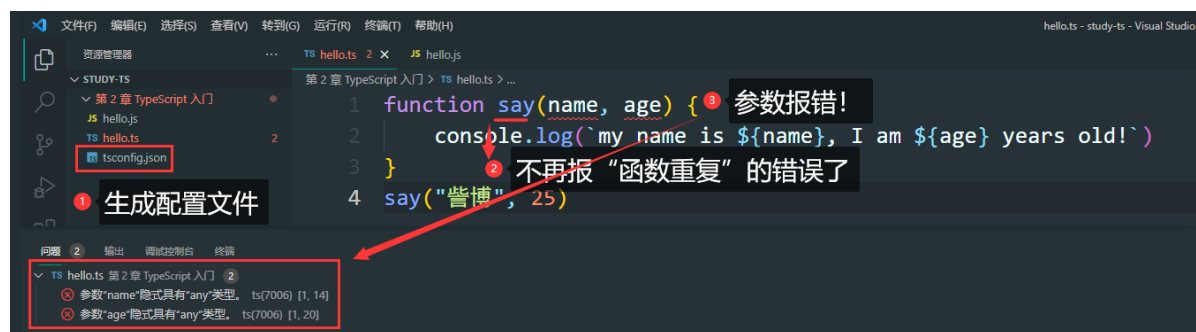 文件(F) 编辑(E) 选择(S) 查看(V) 转到(G) 运行(R) 终端(T) 帮助(H) hello.ts - study-ts - Visual Studio
资源管理器 ··· TS hello.ts 2 × JS hello.js
STUDY-TS 第 2 章 TypeScript 入门 > TS hello.ts > ...
第 2 章 TypeScript 入门
JS hello.js
TS hello.ts 2
tsconfig.json
1 生成配置文件
1 function say(name, age) { 3 参数报错！
2 console.log(`my name is ${name}, I am ${age} years old!`)
3 } 2 不再报“函数重复”的错误了
4 say("訾博", 25)
问题 2 输出 调试控制台 终端
TS hello.ts 第 2 章 TypeScript 入门 2
参数“name”隐式具有“any”类型。 ts(7006) [1, 14]
参数“age”隐式具有“any”类型。 ts(7006) [1, 20]